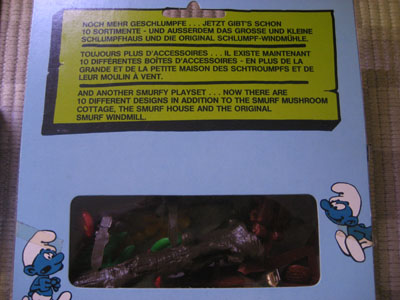 NOCH MEHR GESCHLUMPFE . . . JETZT GIBT'S SCHON
10 SORTIMENTE - UND AUSSERDEM DAS GROSSE UND KLEINE
SCHLUMPFHAUS UND DIE ORIGINAL SCHLUMPF-WINDMÜHLE.
TOUJOURS PLUS D'ACCESSOIRES . . . IL EXISTE MAINTENANT
10 DIFFÉRENTES BOÎTES D'ACCESSOIRES - EN PLUS DE LA
GRANDE ET DE LA PETITE MAISON DES SCHTROUMPFS ET DE
LEUR MOULIN À VENT.
AND ANOTHER SMURFY PLAYSET . . . NOW THERE ARE
10 DIFFERENT DESIGNS IN ADDITION TO THE SMURF MUSHROOM
COTTAGE, THE SMURF HOUSE AND THE ORIGINAL
SMURF WINDMILL.